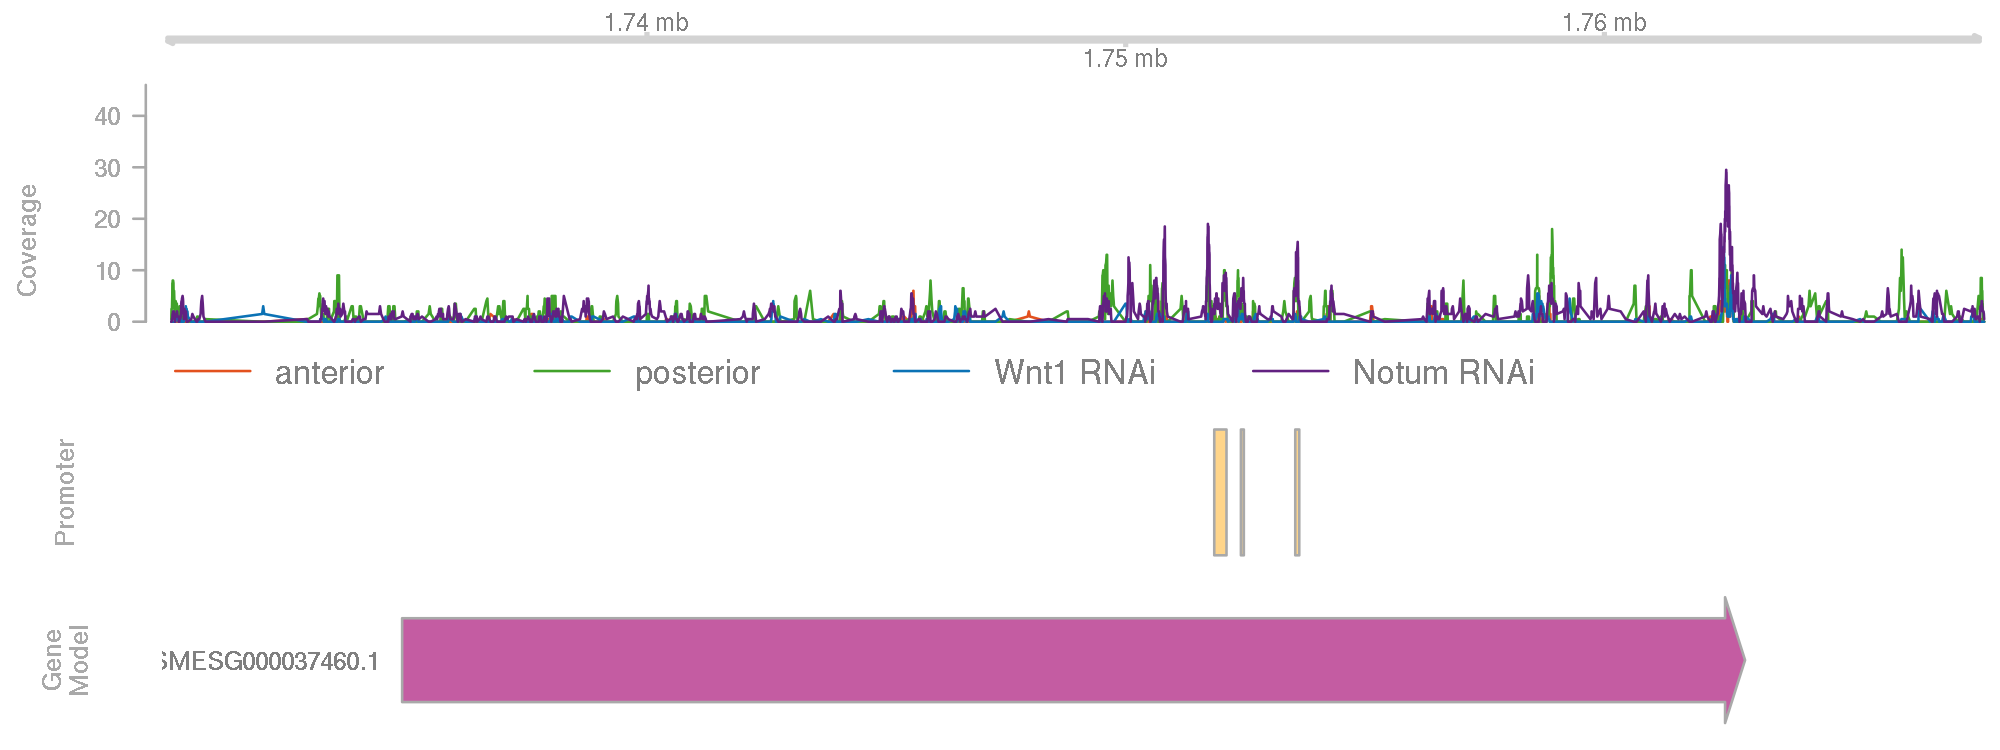 1.74 mb
1.76 mb
1.75 mb
Coverage
40
30
20
10
0
anterior
posterior
Wnt1 RNAi
Notum RNAi
Promoter
Gene
Model
SMESG000037460.1